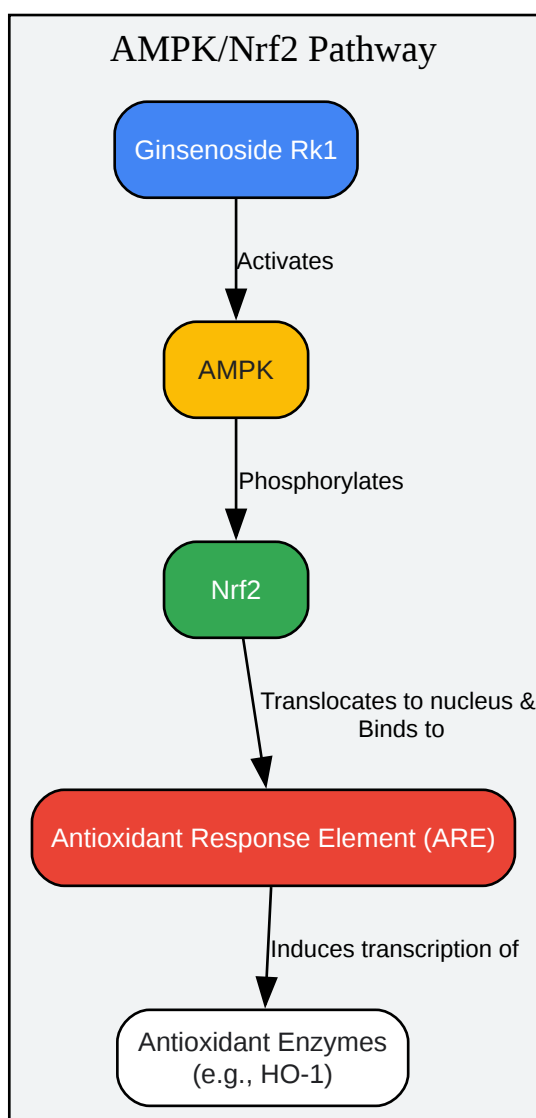 AMPK/Nrf2 Pathway
Ginsenoside Rk1
Activates
AMPK
Phosphorylates
Nrf2
Translocates to nucleus &
Binds to
Antioxidant Response Element (ARE)
Induces transcription of
Antioxidant Enzymes
(e.g., HO-1)